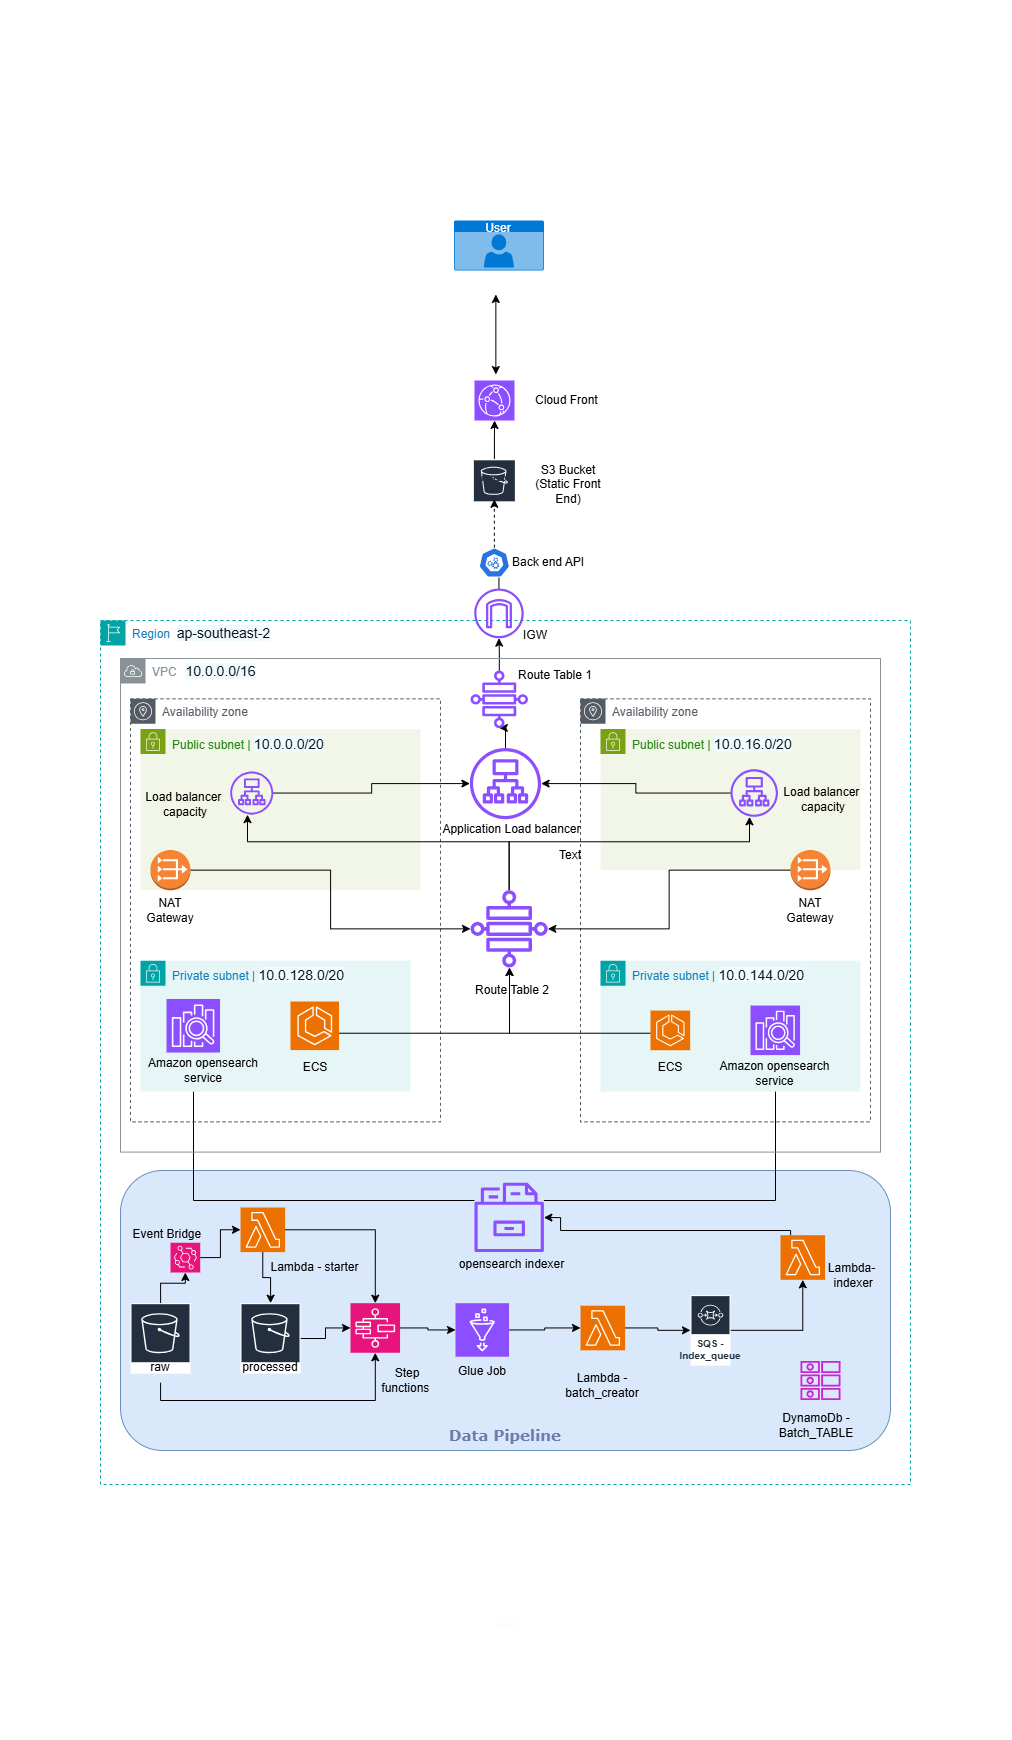 User
Cloud Front
S3 Bucket
(Static Front
End)
Back end API
IGW
Region ap-southeast-2
VPC 10.0.0.0/16
Route Table 1
Availability zone
Availability zone
Public subnet | 10.0.0.0/20
Public subnet | 10.0.16.0/20
Load balancer
capacity
Load balancer
capacity
Application Load balancer
Text
NAT
Gateway
NAT
Gateway
Private subnet | 10.0.128.0/20
Private subnet | 10.0.144.0/20
Route Table 2
Amazon opensearch
service
ECS
ECS
Amazon opensearch
service
Event Bridge
Lambda - starter
opensearch indexer
Lambda-
indexer
raw
processed
Step
functions
Glue Job
Lambda -
batch_creator
SQS -
Index_queue
DynamoDb -
Batch_TABLE
Data Pipeline